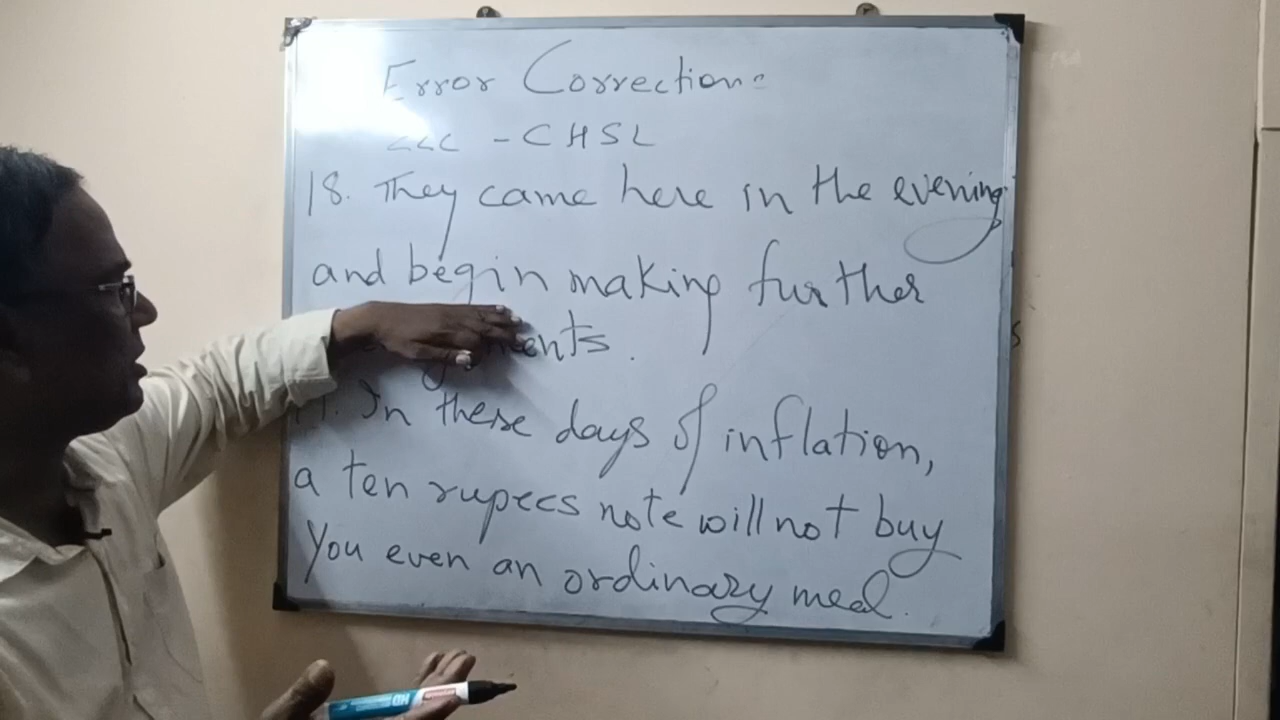 Error Correction:
SSC - CHSL
18. They came here in the evening
and begin making further
In these days of inflation,
a ten rupees note will not buy
You even an ordinary meal.